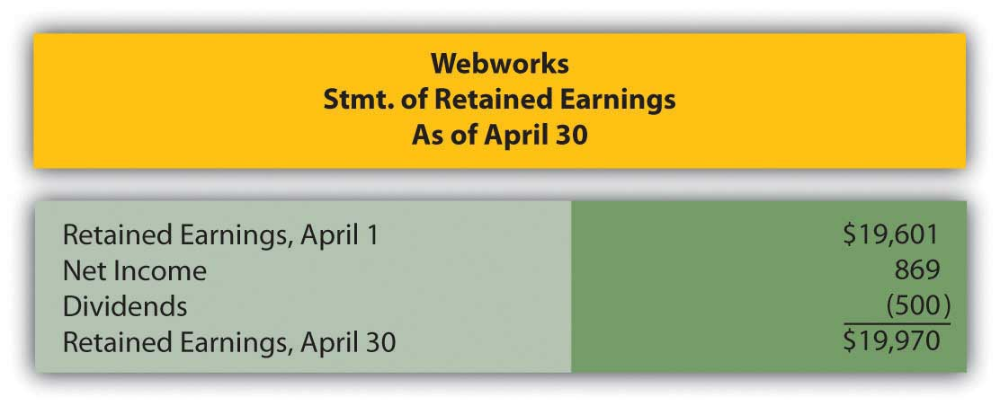 Webworks
Stmt. of Retained Earnings
As of April 30
Retained Earnings, April 1 $19,601
Net Income 869
Dividends (500)
Retained Earnings, April 30 $19,970